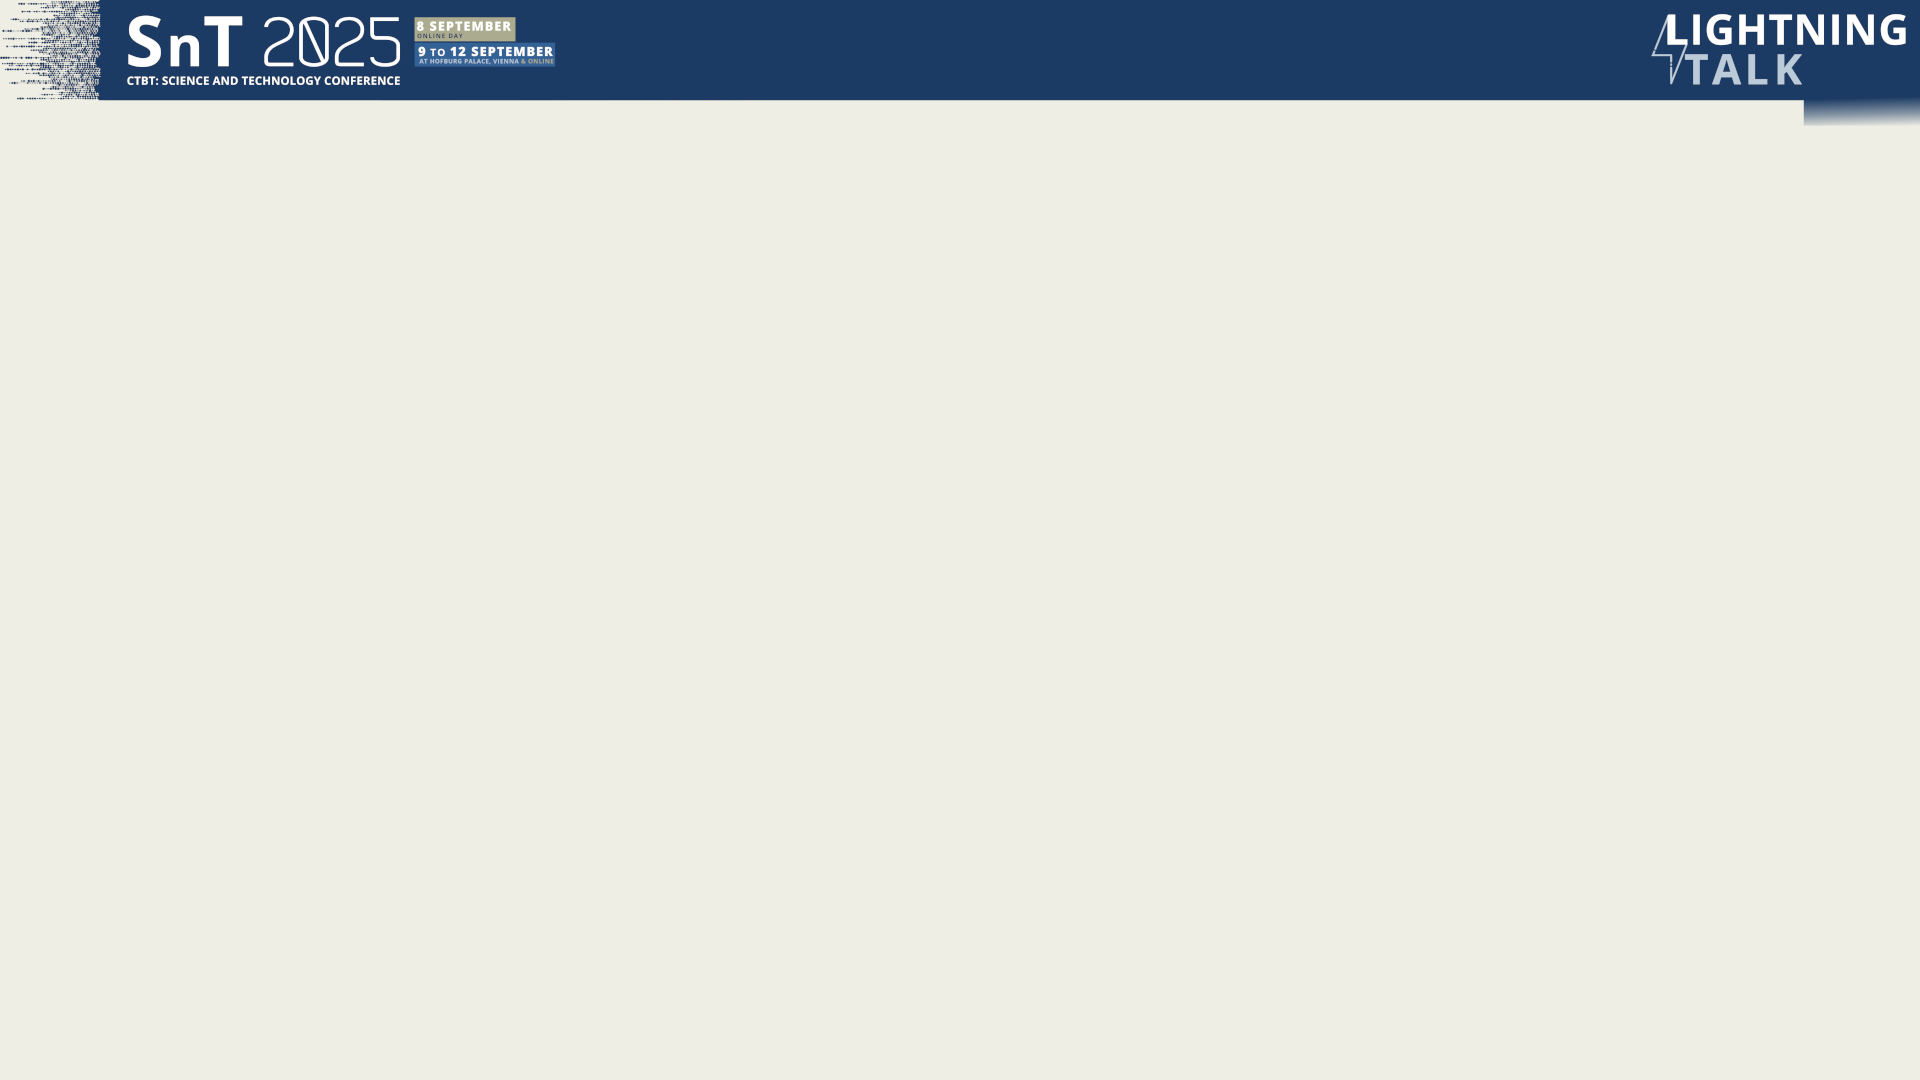 SnT 2025
CTBT: SCIENCE AND TECHNOLOGY CONFERENCE
8 SEPTEMBER
ONLINE DAY
9 TO 12 SEPTEMBER
AT HOFBURG PALACE, VIENNA & ONLINE
LIGHTNING
TALK